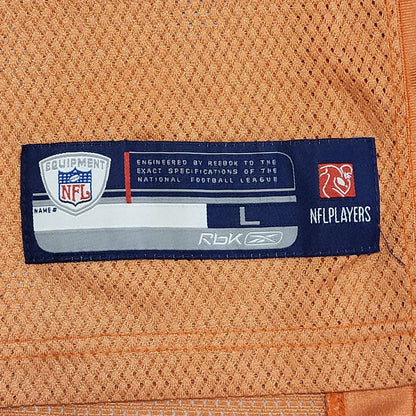 EQUIPMENT
NFL
ENGINEERED BY REEBOK TO THE
EXACT SPECIFICATIONS OF THE
NATIONAL FOOTBALL LEAGUE
NAME#
L
RbK
NFLPLAYERS